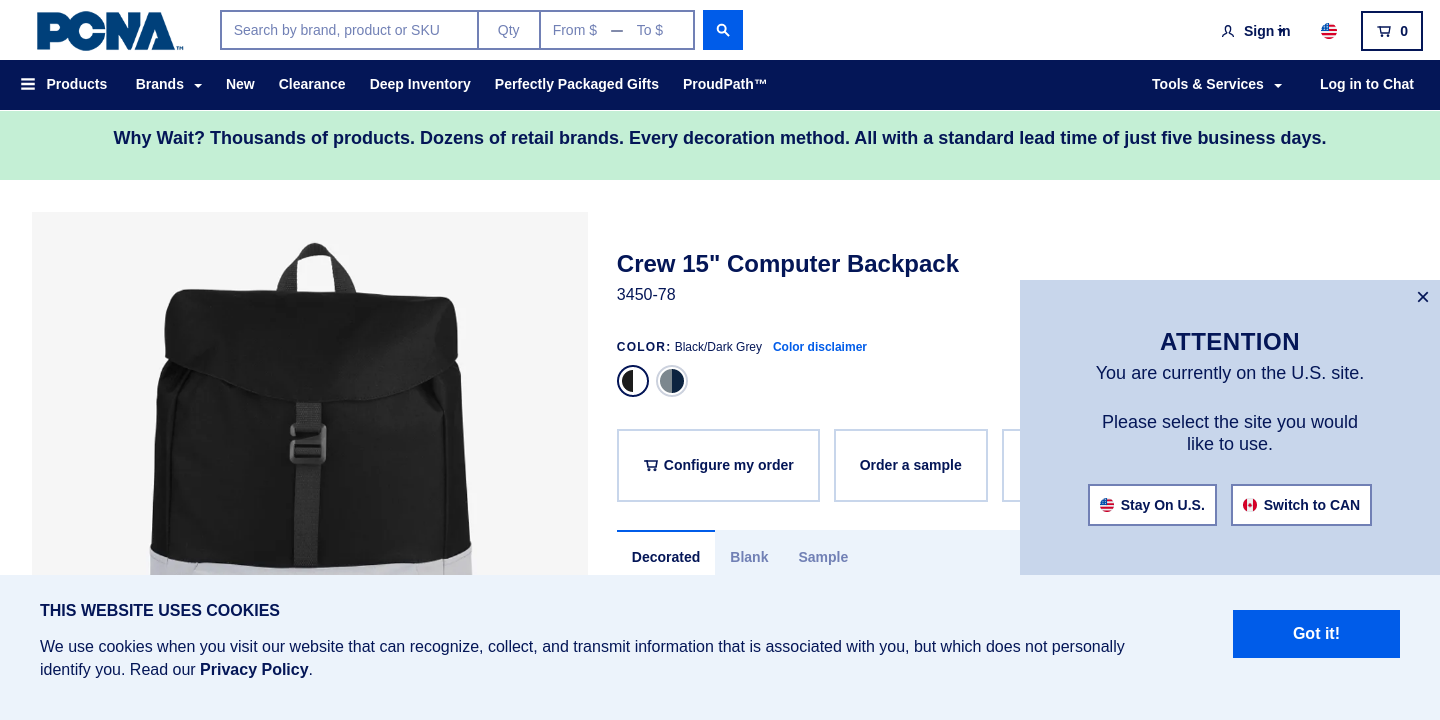 PCNA™
Search by brand, product or SKU
Qty
From $ — To $
Sign in
0
Products
Brands
New
Clearance
Deep Inventory
Perfectly Packaged Gifts
ProudPath™
Tools & Services
Log in to Chat
Why Wait? Thousands of products. Dozens of retail brands. Every decoration method. All with a standard lead time of just five business days.
Crew 15" Computer Backpack
3450-78
COLOR: Black/Dark Grey Color disclaimer
Configure my order
Order a sample
Decorated
Blank
Sample
×
ATTENTION
You are currently on the U.S. site.
Please select the site you would
like to use.
Stay On U.S.
Switch to CAN
THIS WEBSITE USES COOKIES
We use cookies when you visit our website that can recognize, collect, and transmit information that is associated with you, but which does not personally
identify you. Read our Privacy Policy.
Got it!